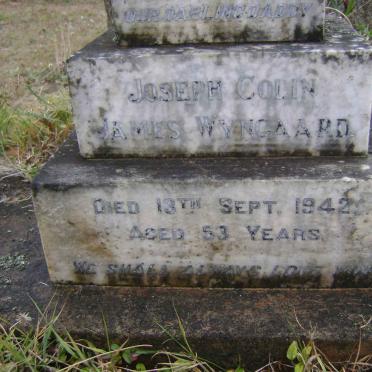 OUR DARLING DADDY
JOSEPH COLIN
JAMES WYNGAARD
DIED 13TH SEPT. 1942
AGED 53 YEARS
WE SHALL ALWAYS LOVE